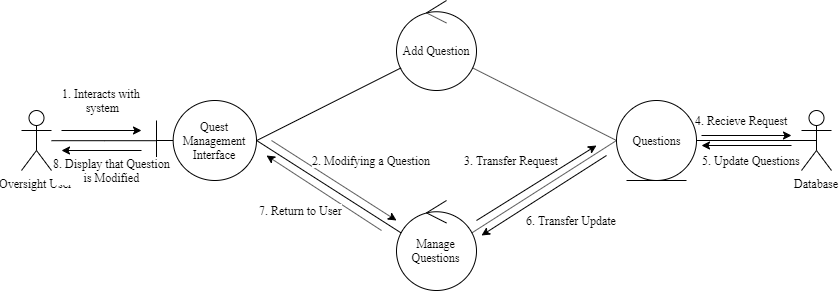 Add Question
1. Interacts with
system
Quest
Management
Interface
Questions
4. Recieve Request
5. Update Questions
8. Display that Question
is Modified
Oversight User
2. Modifying a Question
3. Transfer Request
7. Return to User
6. Transfer Update
Manage
Questions
Database